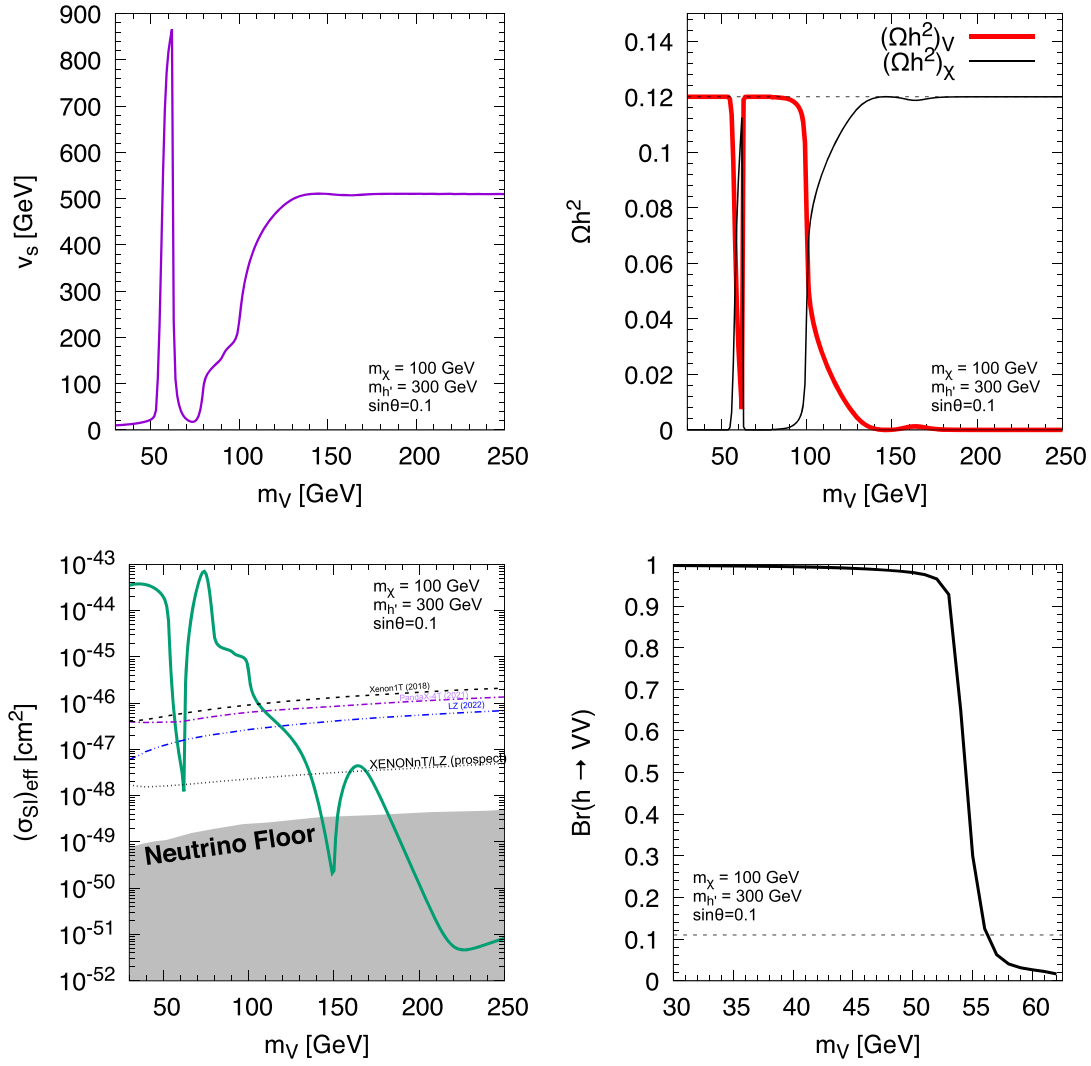 900
800
700
600
500
400
300
200
100
0
50 100 150 200 250
v_s [GeV]
m_V [GeV]
m_χ = 100 GeV
m_h' = 300 GeV
sinθ=0.1
0.14
0.12
0.1
0.08
0.06
0.04
0.02
0
50 100 150 200 250
Ωh²
m_V [GeV]
(Ωh²)_V
(Ωh²)_χ
m_χ = 100 GeV
m_h' = 300 GeV
sinθ=0.1
10⁻⁴³
10⁻⁴⁴
10⁻⁴⁵
10⁻⁴⁶
10⁻⁴⁷
10⁻⁴⁸
10⁻⁴⁹
10⁻⁵⁰
10⁻⁵¹
10⁻⁵²
50 100 150 200 250
(σ_SI)_eff [cm²]
m_V [GeV]
m_χ = 100 GeV
m_h' = 300 GeV
sinθ=0.1
Xenon1T (2018)
PandaX-4T (2021)
LZ (2022)
XENONnT/LZ (prospect)
Neutrino Floor
1
0.9
0.8
0.7
0.6
0.5
0.4
0.3
0.2
0.1
0
30 35 40 45 50 55 60
Br(h → VV)
m_V [GeV]
m_χ = 100 GeV
m_h' = 300 GeV
sinθ=0.1